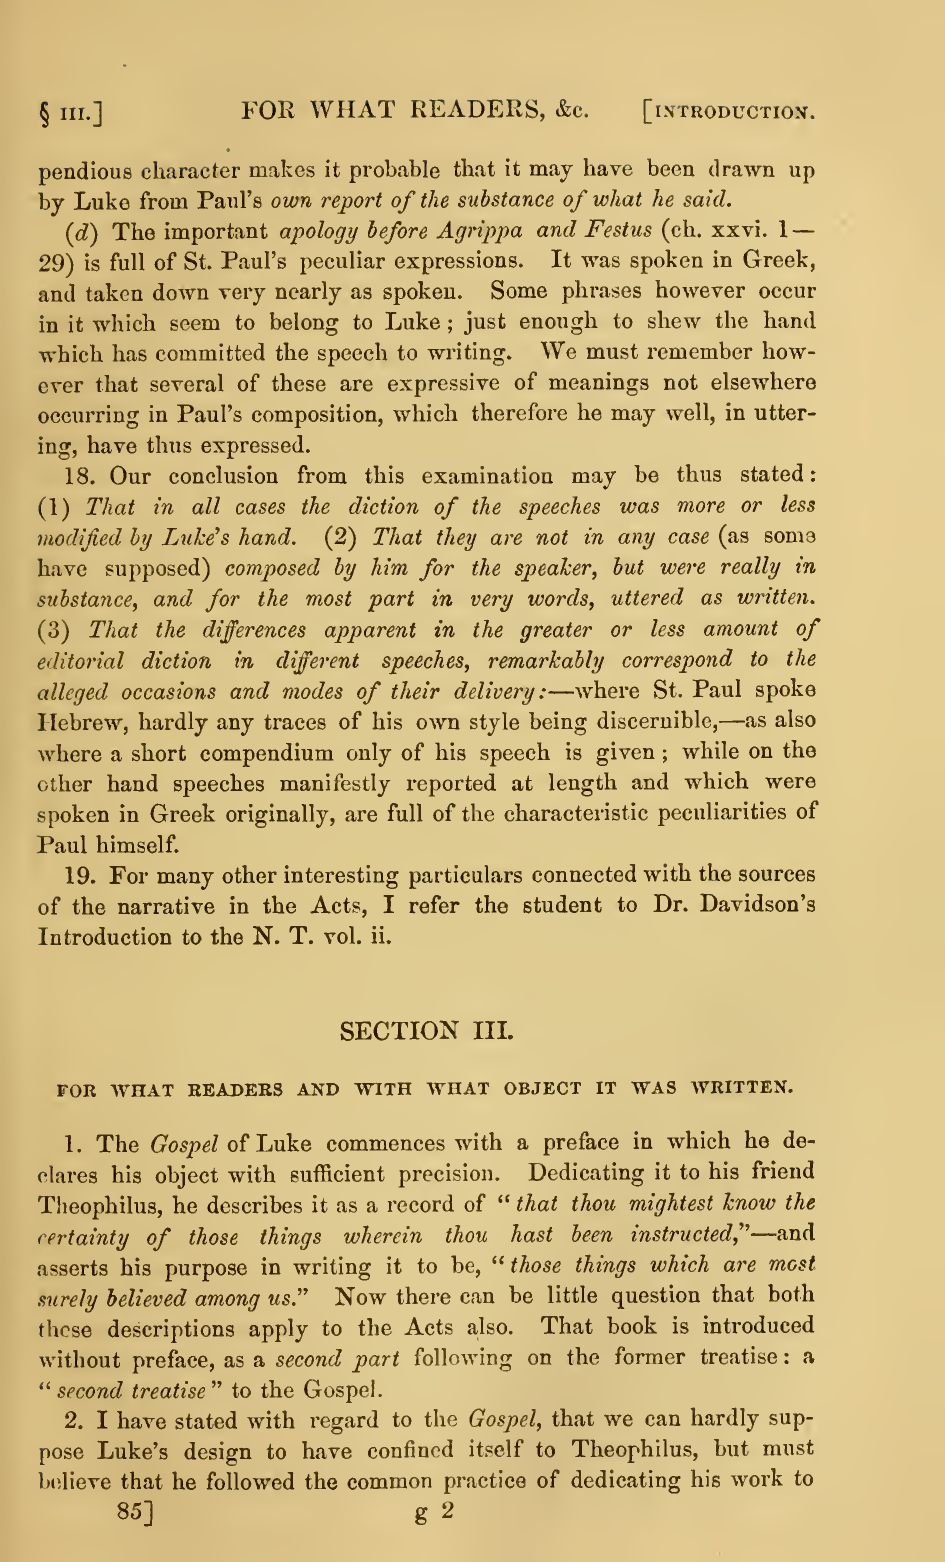 § III.] FOR WHAT READERS, &c. [INTRODUCTION.
pendious character makes it probable that it may have been drawn up
by Luke from Paul's own report of the substance of what he said.
(d) The important apology before Agrippa and Festus (ch. xxvi. 1—
29) is full of St. Paul's peculiar expressions. It was spoken in Greek,
and taken down very nearly as spoken. Some phrases however occur
in it which seem to belong to Luke; just enough to shew the hand
which has committed the speech to writing. We must remember how-
ever that several of these are expressive of meanings not elsewhere
occurring in Paul's composition, which therefore he may well, in utter-
ing, have thus expressed.
18. Our conclusion from this examination may be thus stated:
(1) That in all cases the diction of the speeches was more or less
modified by Luke's hand. (2) That they are not in any case (as some
have supposed) composed by him for the speaker, but were really in
substance, and for the most part in very words, uttered as written.
(3) That the differences apparent in the greater or less amount of
editorial diction in different speeches, remarkably correspond to the
alleged occasions and modes of their delivery:—where St. Paul spoke
Hebrew, hardly any traces of his own style being discernible,—as also
where a short compendium only of his speech is given; while on the
other hand speeches manifestly reported at length and which were
spoken in Greek originally, are full of the characteristic peculiarities of
Paul himself.
19. For many other interesting particulars connected with the sources
of the narrative in the Acts, I refer the student to Dr. Davidson's
Introduction to the N. T. vol. ii.
SECTION III.
FOR WHAT READERS AND WITH WHAT OBJECT IT WAS WRITTEN.
1. The Gospel of Luke commences with a preface in which he de-
clares his object with sufficient precision. Dedicating it to his friend
Theophilus, he describes it as a record of "that thou mightest know the
certainty of those things wherein thou hast been instructed,"—and
asserts his purpose in writing it to be, "those things which are most
surely believed among us." Now there can be little question that both
these descriptions apply to the Acts also. That book is introduced
without preface, as a second part following on the former treatise: a
"second treatise" to the Gospel.
2. I have stated with regard to the Gospel, that we can hardly sup-
pose Luke's design to have confined itself to Theophilus, but must
believe that he followed the common practice of dedicating his work to
85] g 2